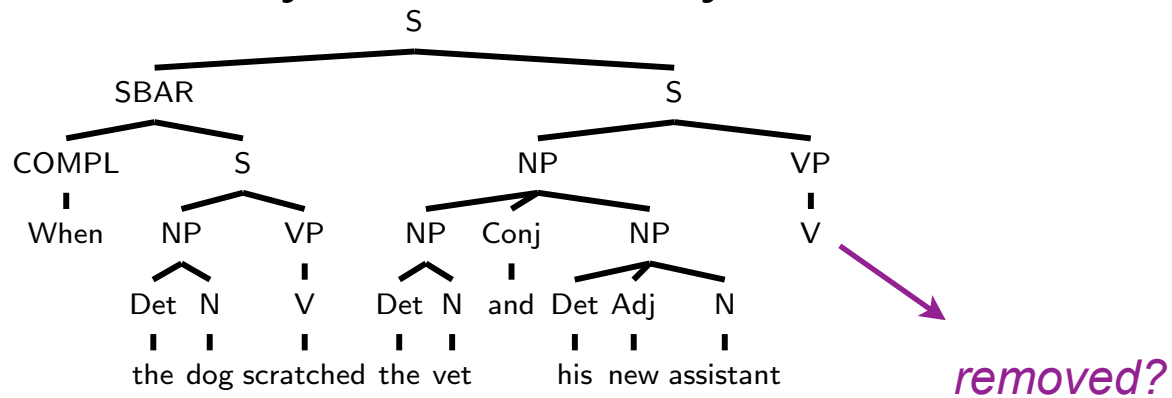 S
SBAR S
COMPL S NP VP
When NP VP NP Conj NP V
Det N V Det N and Det Adj N
the dog scratched the vet his new assistant
removed?